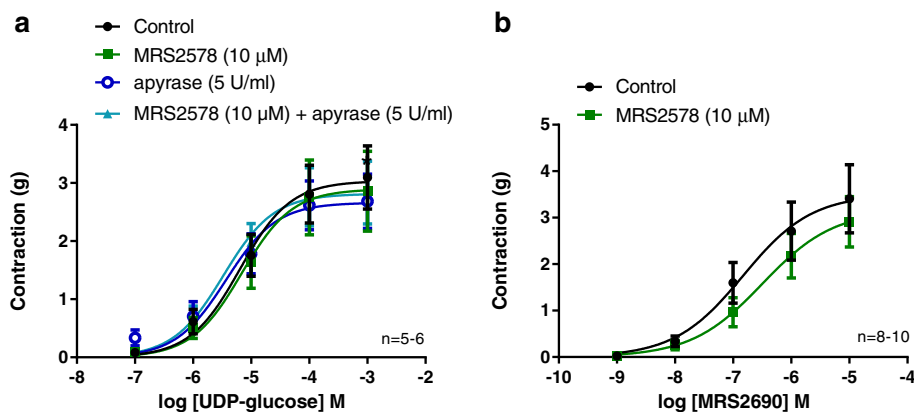 a
Control
MRS2578 (10 μM)
apyrase (5 U/ml)
MRS2578 (10 μM) + apyrase (5 U/ml)
Contraction (g)
4
3
2
1
0
-8 -7 -6 -5 -4 -3 -2
n=5-6
log [UDP-glucose] M
b
Control
MRS2578 (10 μM)
Contraction (g)
5
4
3
2
1
0
-10 -9 -8 -7 -6 -5 -4
n=8-10
log [MRS2690] M